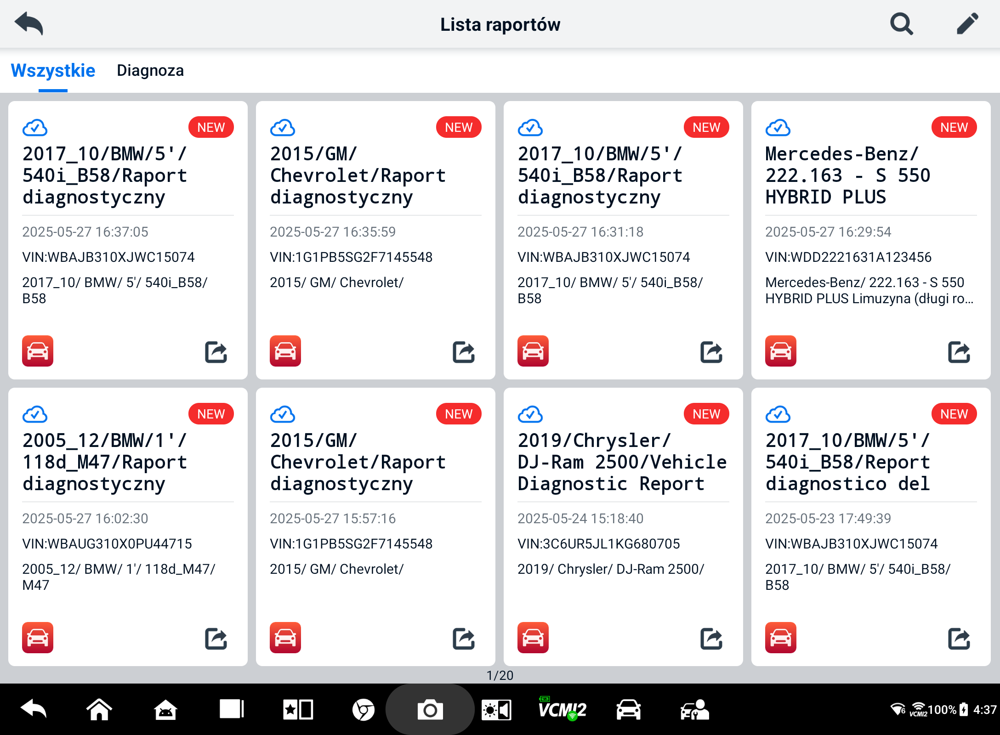 Lista raportów
Wszystkie Diagnoza
NEW
2017_10/BMW/5'/
540i_B58/Raport
diagnostyczny
2025-05-27 16:37:05
VIN:WBAJB310XJWC15074
2017_10/ BMW/ 5'/ 540i_B58/
B58
NEW
2015/GM/
Chevrolet/Raport
diagnostyczny
2025-05-27 16:35:59
VIN:1G1PB5SG2F7145548
2015/ GM/ Chevrolet/
NEW
2017_10/BMW/5'/
540i_B58/Raport
diagnostyczny
2025-05-27 16:31:18
VIN:WBAJB310XJWC15074
2017_10/ BMW/ 5'/ 540i_B58/
B58
NEW
Mercedes-Benz/
222.163 - S 550
HYBRID PLUS
2025-05-27 16:29:54
VIN:WDD2221631A123456
Mercedes-Benz/ 222.163 - S 550
HYBRID PLUS Limuzyna (długi ro...
NEW
2005_12/BMW/1'/
118d_M47/Raport
diagnostyczny
2025-05-27 16:02:30
VIN:WBAUG310X0PU44715
2005_12/ BMW/ 1'/ 118d_M47/
M47
NEW
2015/GM/
Chevrolet/Raport
diagnostyczny
2025-05-27 15:57:16
VIN:1G1PB5SG2F7145548
2015/ GM/ Chevrolet/
NEW
2019/Chrysler/
DJ-Ram 2500/Vehicle
Diagnostic Report
2025-05-24 15:18:40
VIN:3C6UR5JL1KG680705
2019/ Chrysler/ DJ-Ram 2500/
NEW
2017_10/BMW/5'/
540i_B58/Report
diagnostico del
2025-05-23 17:49:39
VIN:WBAJB310XJWC15074
2017_10/ BMW/ 5'/ 540i_B58/
B58
1/20
VCMI2 6 VCMI2 100% 4:37